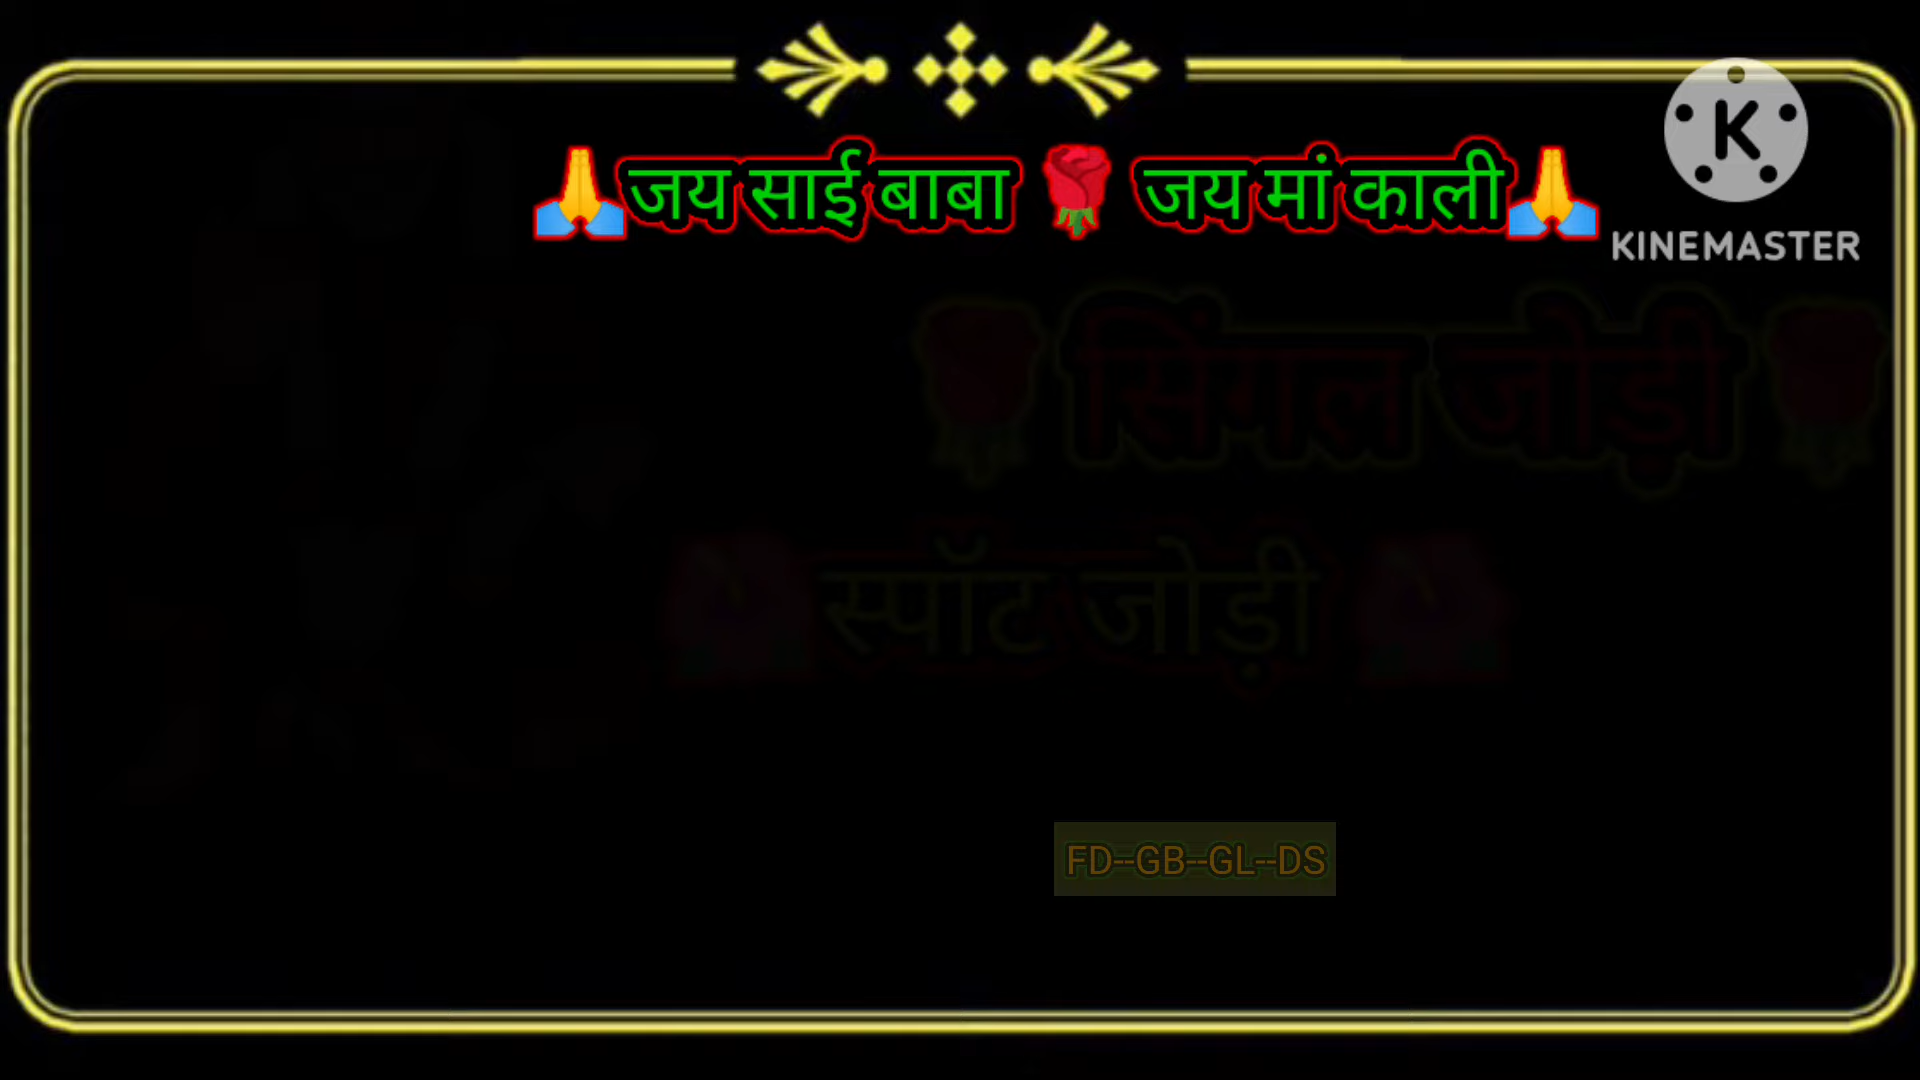 🙏जय साई बाबा 🌹 जय मां काली🙏
KINEMASTER
🌹सिंगल जोड़ी🌹
🌺स्पॉट जोड़ी 🌺
FD--GB--GL--DS